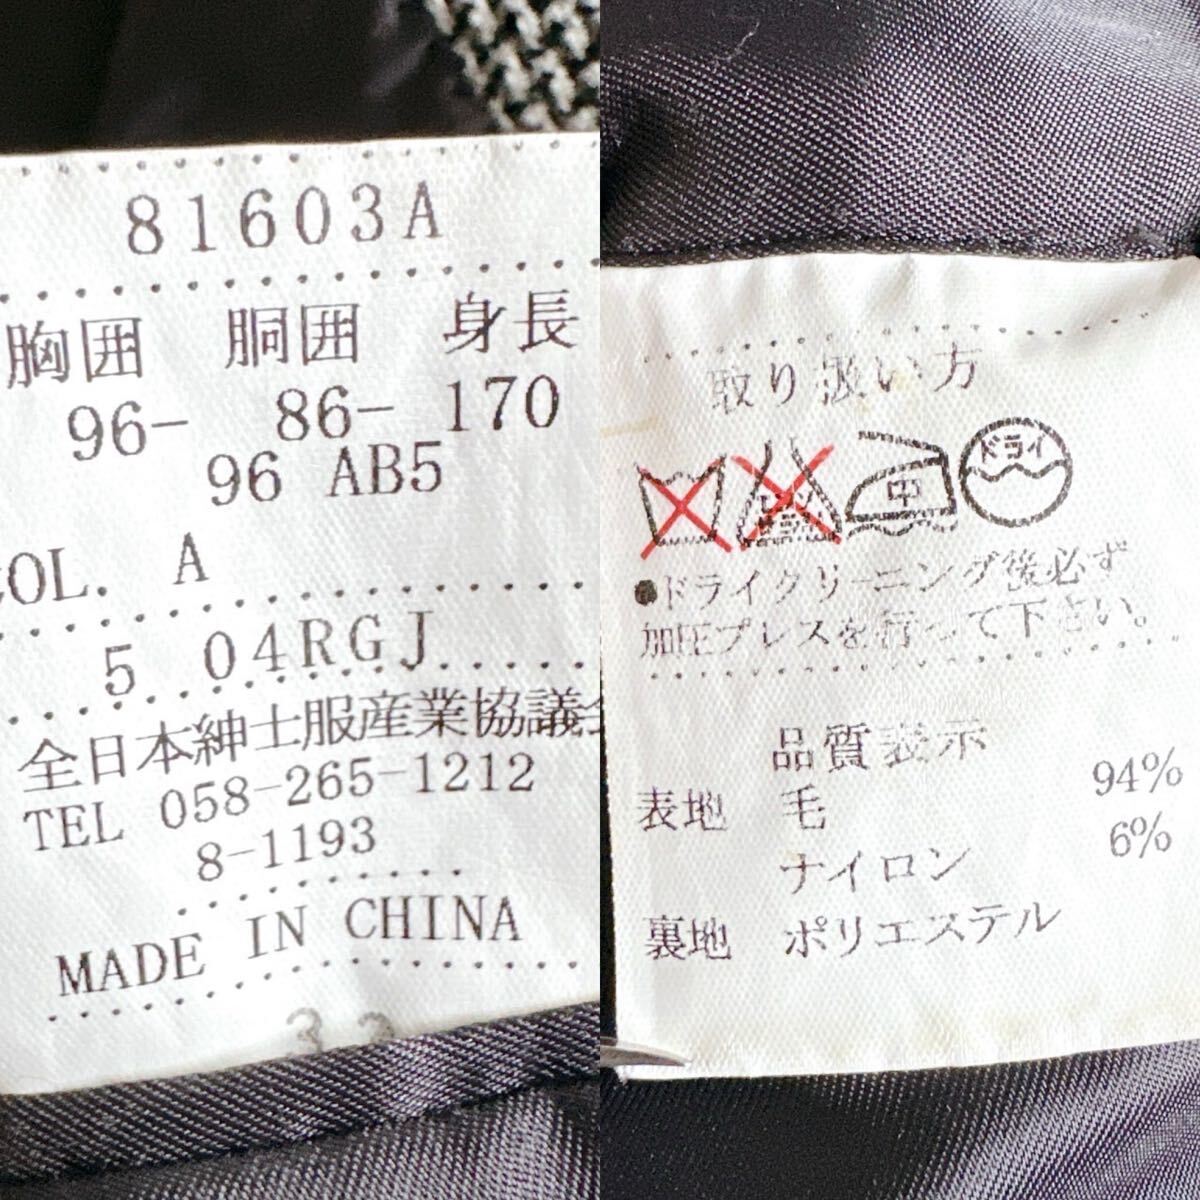 81603A
胸囲 胴囲 身長
96- 86- 170
96 AB5
COL. A
5 04RGJ
全日本紳士服産業協議会
TEL 058-265-1212
8-1193
MADE IN CHINA
33
取り扱い方
中 ドライ
●ドライクリーニング後必ず
加圧プレスを行って下さい。
品質表示
表地 毛 94%
ナイロン 6%
裏地 ポリエステル